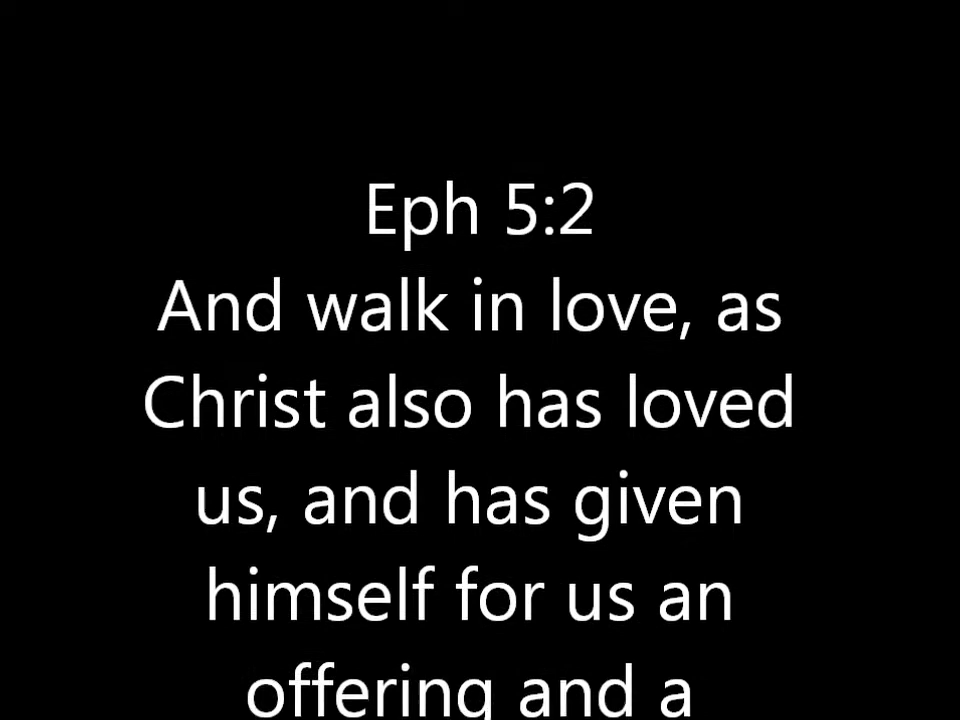 Eph 5:2
And walk in love, as
Christ also has loved
us, and has given
himself for us an
offering and a